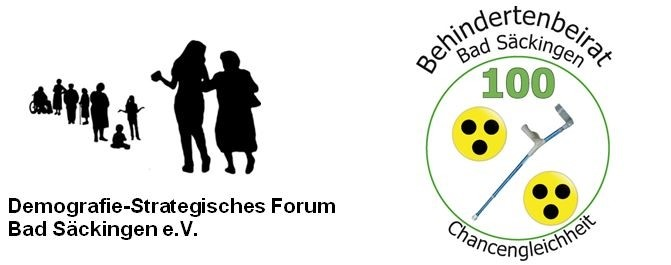 Demografie-Strategisches Forum
Bad Säckingen e.V.
Behindertenbeirat
Bad Säckingen
100
Chancengleichheit